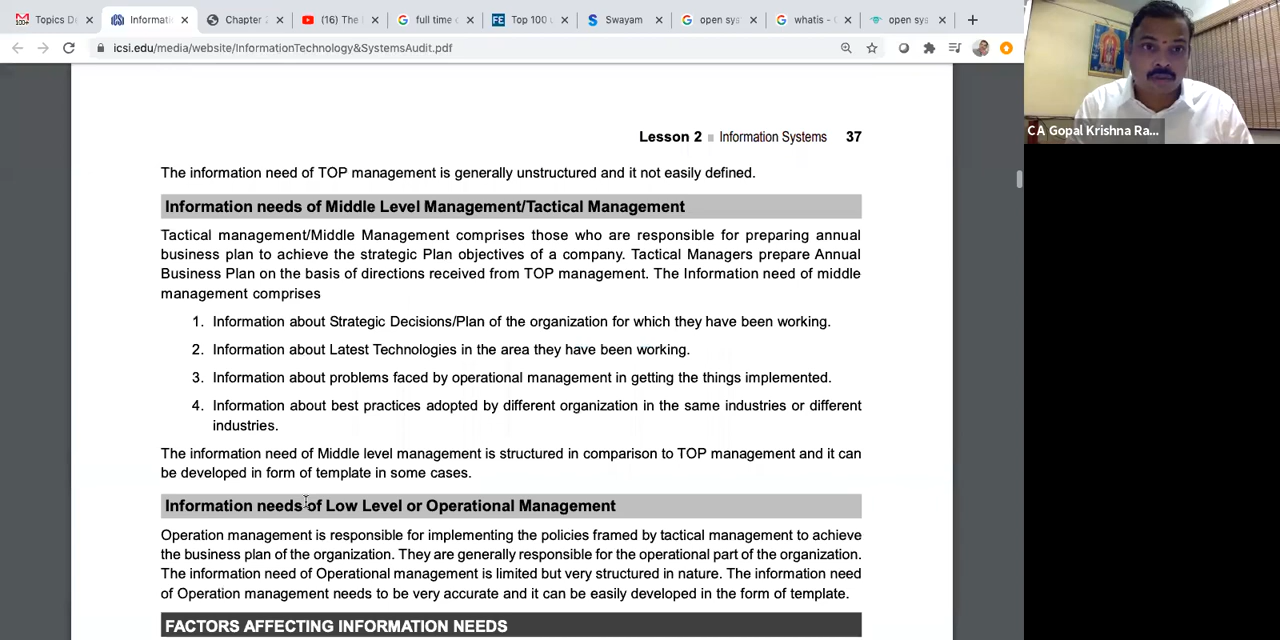 Topics D
Informati
Chapter
(16) The
full time
Top 100
Swayam
open sys
whatis -
open sys
icsi.edu/media/website/InformationTechnology&SystemsAudit.pdf
CA Gopal Krishna Ra...
Lesson 2 Information Systems 37
The information need of TOP management is generally unstructured and it not easily defined.
Information needs of Middle Level Management/Tactical Management
Tactical management/Middle Management comprises those who are responsible for preparing annual
business plan to achieve the strategic Plan objectives of a company. Tactical Managers prepare Annual
Business Plan on the basis of directions received from TOP management. The Information need of middle
management comprises
1. Information about Strategic Decisions/Plan of the organization for which they have been working.
2. Information about Latest Technologies in the area they have been working.
3. Information about problems faced by operational management in getting the things implemented.
4. Information about best practices adopted by different organization in the same industries or different
industries.
The information need of Middle level management is structured in comparison to TOP management and it can
be developed in form of template in some cases.
Information needs of Low Level or Operational Management
Operation management is responsible for implementing the policies framed by tactical management to achieve
the business plan of the organization. They are generally responsible for the operational part of the organization.
The information need of Operational management is limited but very structured in nature. The information need
of Operation management needs to be very accurate and it can be easily developed in the form of template.
FACTORS AFFECTING INFORMATION NEEDS